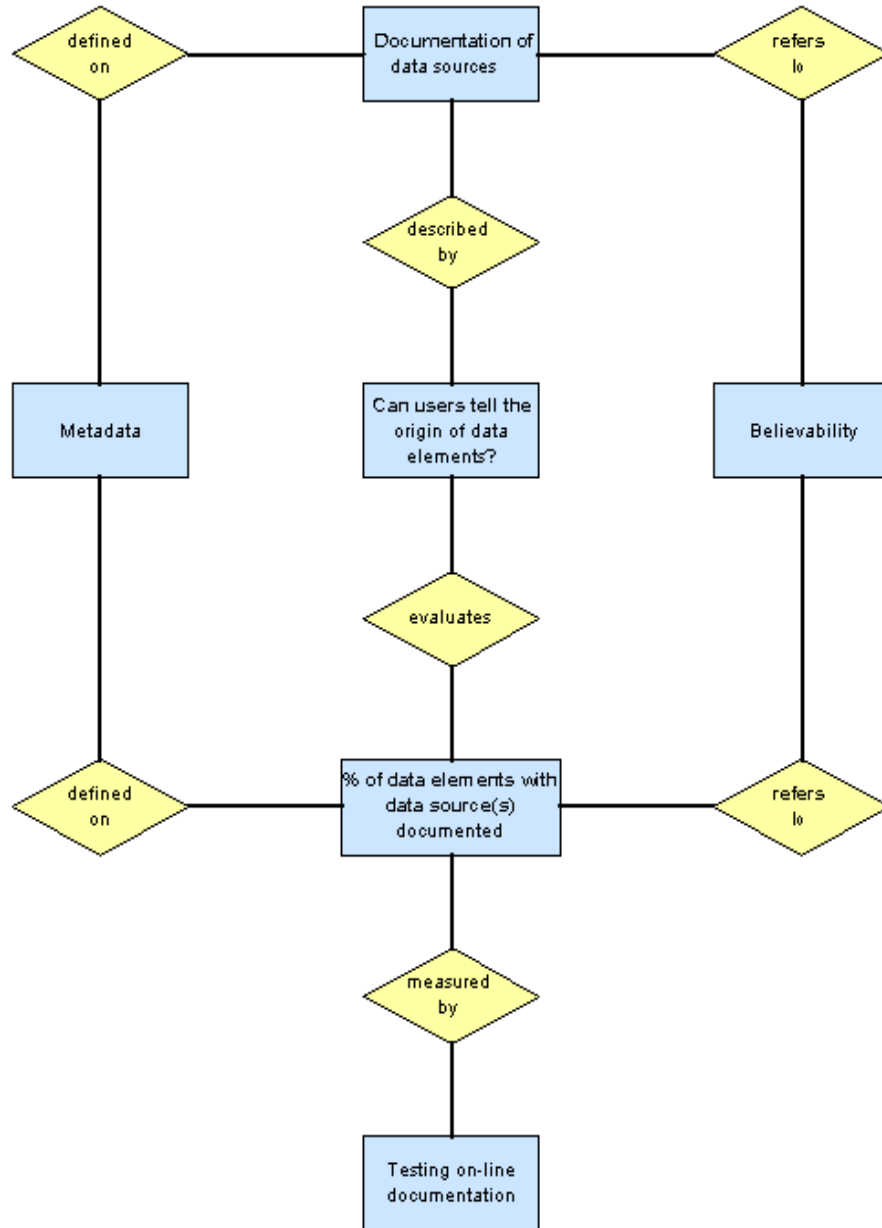 defined
on
Documentation of
data sources
refers
to
described
by
Metadata
Can users tell the
origin of data
elements?
Believability
evaluates
defined
on
% of data elements with
data source(s)
documented
refers
to
measured
by
Testing on-line
documentation